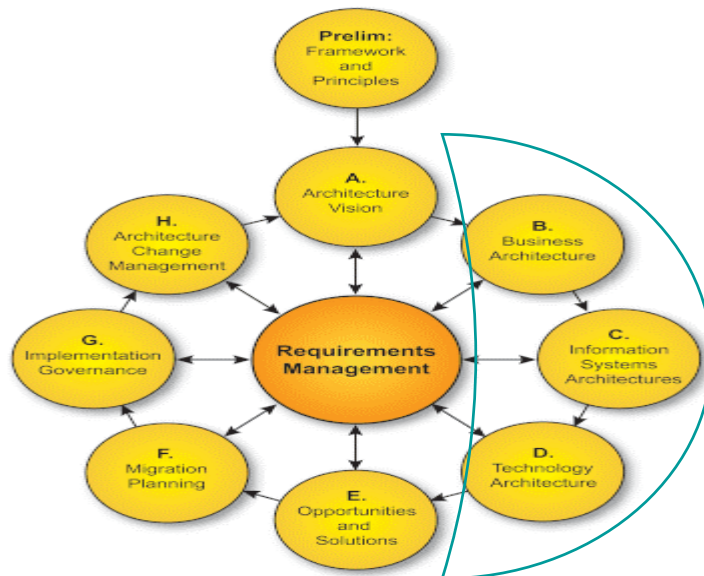 Prelim:
Framework
and
Principles
A.
Architecture
Vision
H.
Architecture
Change
Management
B.
Business
Architecture
G.
Implementation
Governance
Requirements
Management
C.
Information
Systems
Architectures
F.
Migration
Planning
D.
Technology
Architecture
E.
Opportunities
and
Solutions